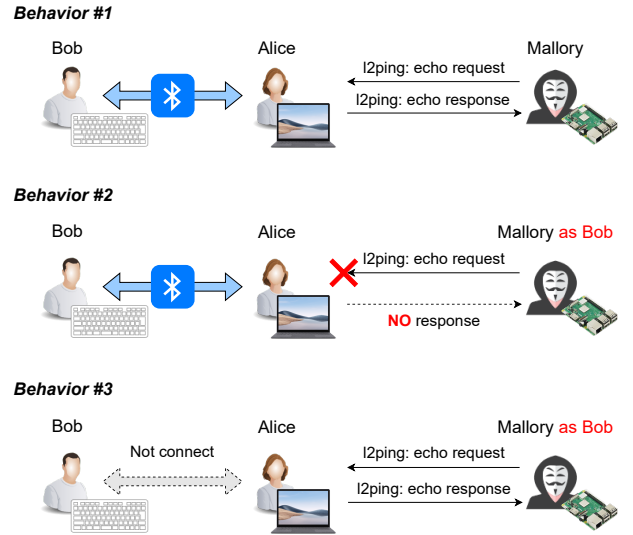 Behavior #1
Bob
Alice
Mallory
l2ping: echo request
l2ping: echo response
Behavior #2
Bob
Alice
Mallory as Bob
l2ping: echo request
NO response
Behavior #3
Bob
Alice
Mallory as Bob
Not connect
l2ping: echo request
l2ping: echo response